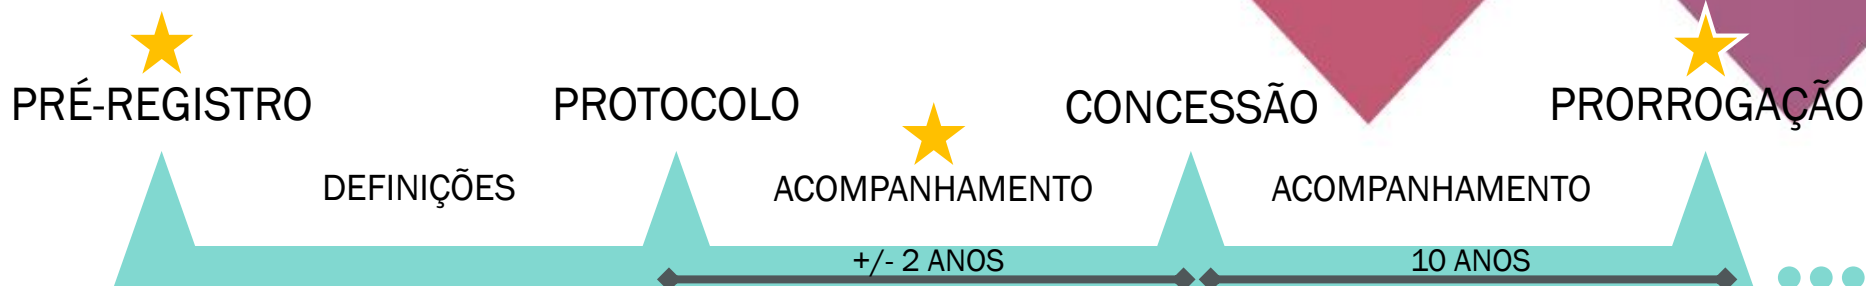 PRÉ-REGISTRO
PROTOCOLO
CONCESSÃO
PRORROGAÇÃO
DEFINIÇÕES
ACOMPANHAMENTO
ACOMPANHAMENTO
+/- 2 ANOS
10 ANOS